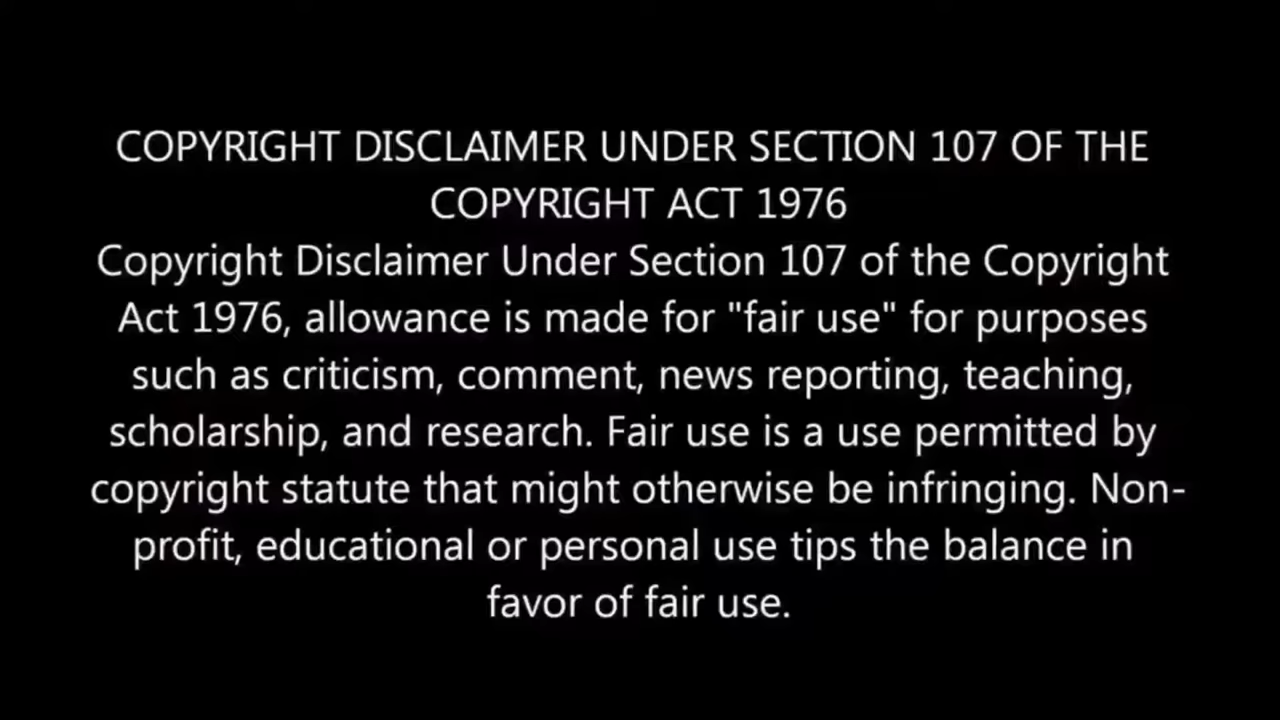 COPYRIGHT DISCLAIMER UNDER SECTION 107 OF THE
COPYRIGHT ACT 1976
Copyright Disclaimer Under Section 107 of the Copyright
Act 1976, allowance is made for "fair use" for purposes
such as criticism, comment, news reporting, teaching,
scholarship, and research. Fair use is a use permitted by
copyright statute that might otherwise be infringing. Non-
profit, educational or personal use tips the balance in
favor of fair use.